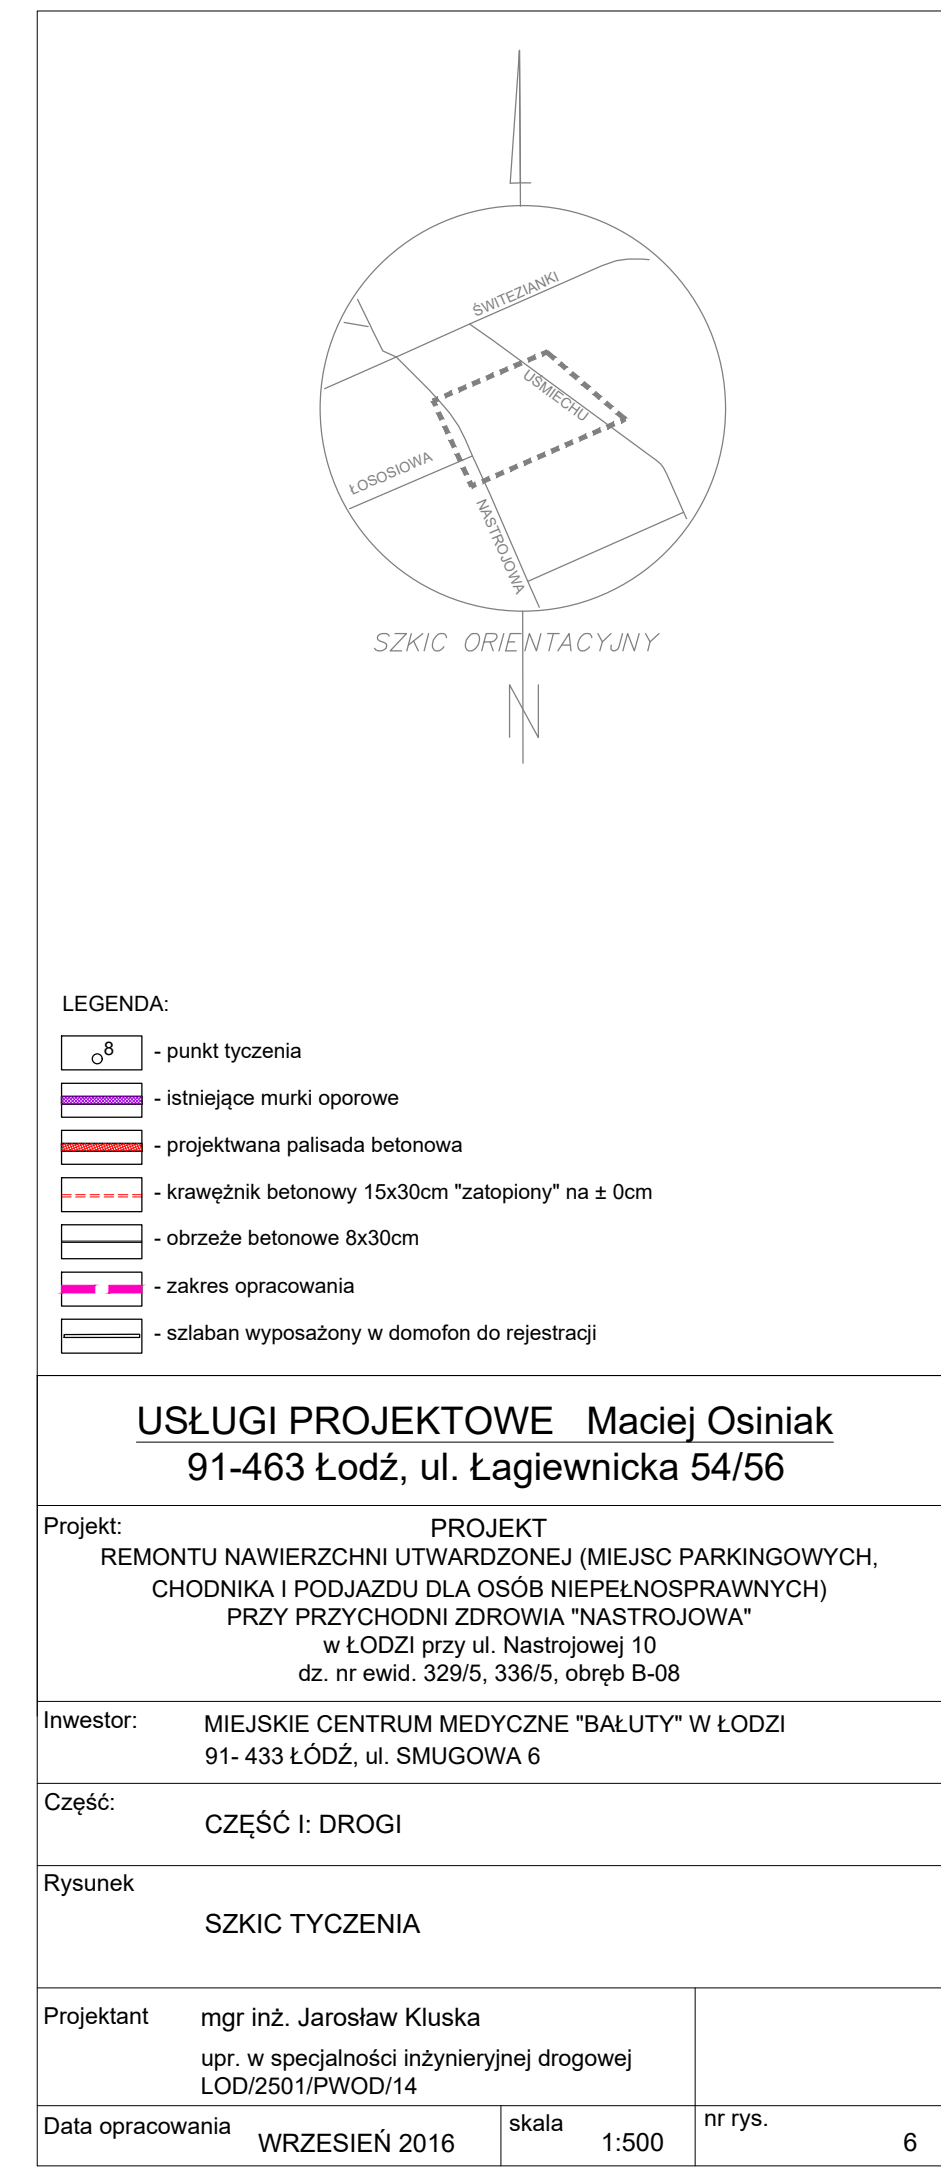 ŚWITEZIANKI
UŚMIECHU
ŁOSOSIOWA
NASTROJOWA
SZKIC ORIENTACYJNY
N
LEGENDA:
8 - punkt tyczenia
- istniejące murki oporowe
- projektwana palisada betonowa
- krawężnik betonowy 15x30cm "zatopiony" na ± 0cm
- obrzeże betonowe 8x30cm
- zakres opracowania
- szlaban wyposażony w domofon do rejestracji
USŁUGI PROJEKTOWE Maciej Osiniak
91-463 Łodź, ul. Łagiewnicka 54/56
Projekt: PROJEKT
REMONTU NAWIERZCHNI UTWARDZONEJ (MIEJSC PARKINGOWYCH,
CHODNIKA I PODJAZDU DLA OSÓB NIEPEŁNOSPRAWNYCH)
PRZY PRZYCHODNI ZDROWIA "NASTROJOWA"
w ŁODZI przy ul. Nastrojowej 10
dz. nr ewid. 329/5, 336/5, obręb B-08
Inwestor: MIEJSKIE CENTRUM MEDYCZNE "BAŁUTY" W ŁODZI
91- 433 ŁÓDŹ, ul. SMUGOWA 6
Część:
CZĘŚĆ I: DROGI
Rysunek
SZKIC TYCZENIA
Projektant mgr inż. Jarosław Kluska
upr. w specjalności inżynieryjnej drogowej
LOD/2501/PWOD/14
Data opracowania WRZESIEŃ 2016 skala 1:500 nr rys. 6